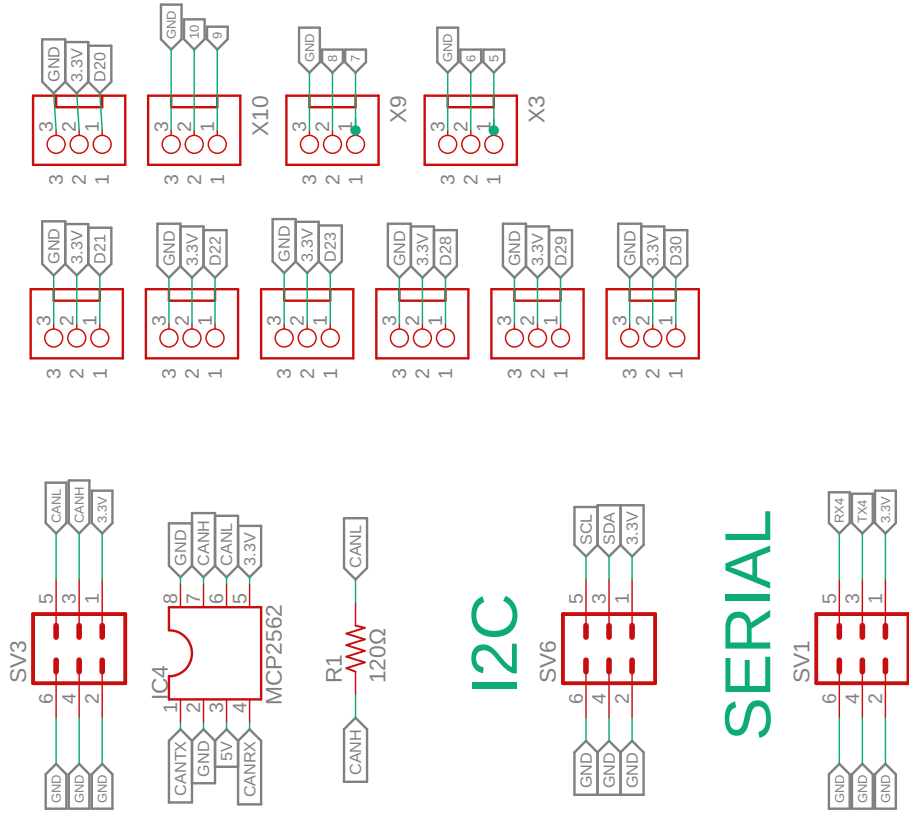 GND 3.3V D20
3 2 1
3 2 1
GND 10 9
3 2 1
X10
3 2 1
GND 8 7
3 2 1
X9
3 2 1
GND 6 5
3 2 1
X3
3 2 1
GND 3.3V D21
3 2 1
3 2 1
GND 3.3V D22
3 2 1
3 2 1
GND 3.3V D23
3 2 1
3 2 1
GND 3.3V D28
3 2 1
3 2 1
GND 3.3V D29
3 2 1
3 2 1
GND 3.3V D30
3 2 1
3 2 1
CANL CANH 3.3V
5 3 1
SV3
6 4 2
GND GND GND
GND CANH CANL 3.3V
8 7 6 5
IC4
MCP2562
1 2 3 4
CANTX GND 5V CANRX
CANL
R1
120Ω
CANH
I2C
SCL SDA 3.3V
5 3 1
SV6
6 4 2
GND GND GND
SERIAL
RX4 TX4 3.3V
5 3 1
SV1
6 4 2
GND GND GND